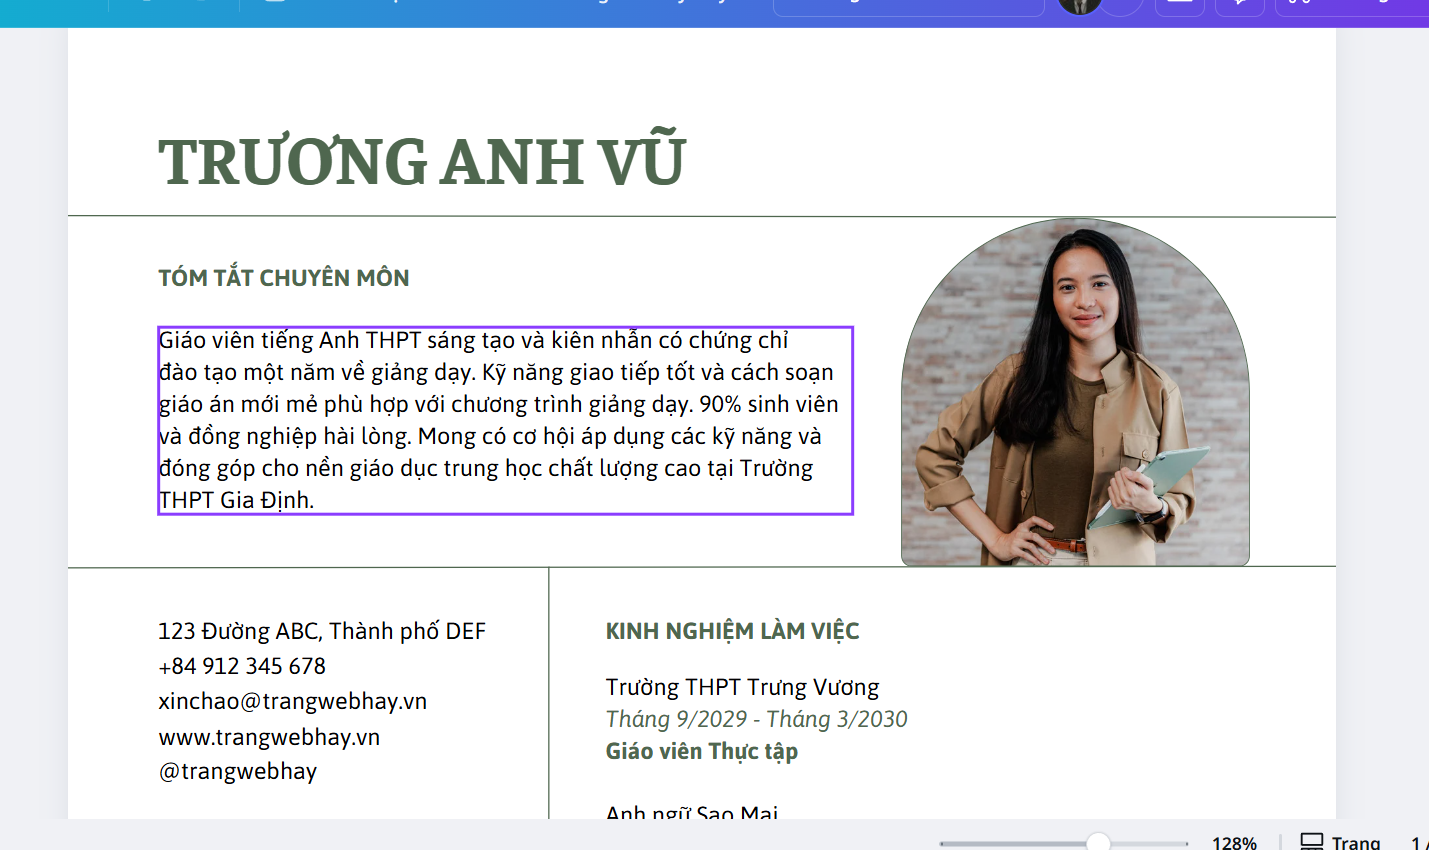 TRƯƠNG ANH VŨ
TÓM TẮT CHUYÊN MÔN
Giáo viên tiếng Anh THPT sáng tạo và kiên nhẫn có chứng chỉ
đào tạo một năm về giảng dạy. Kỹ năng giao tiếp tốt và cách soạn
giáo án mới mẻ phù hợp với chương trình giảng dạy. 90% sinh viên
và đồng nghiệp hài lòng. Mong có cơ hội áp dụng các kỹ năng và
đóng góp cho nền giáo dục trung học chất lượng cao tại Trường
THPT Gia Định.
123 Đường ABC, Thành phố DEF
+84 912 345 678
xinchao@trangwebhay.vn
www.trangwebhay.vn
@trangwebhay
KINH NGHIỆM LÀM VIỆC
Trường THPT Trưng Vương
Tháng 9/2029 - Tháng 3/2030
Giáo viên Thực tập
Anh ngữ Sao Mai
128%
Trang
1 /